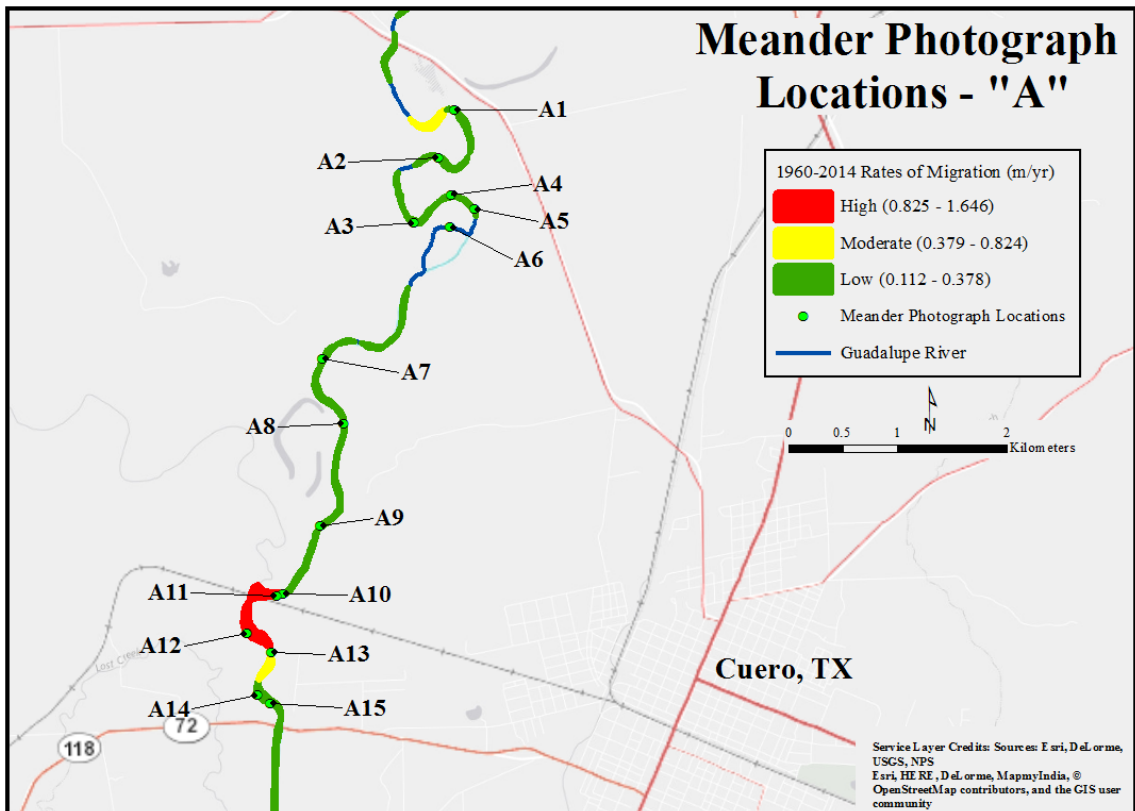 Meander Photograph
Locations - "A"
A1
A2
A4
A3
A5
A6
A7
A8
A9
A11
A10
A12
A13
A14
A15
1960-2014 Rates of Migration (m/yr)
High (0.825 - 1.646)
Moderate (0.379 - 0.824)
Low (0.112 - 0.378)
Meander Photograph Locations
Guadalupe River
N
0 0.5 1 2
Kilometers
Lost Creek
Cuero, TX
72
118
Service Layer Credits: Sources: Esri, DeLorme,
USGS, NPS
Esri, HERE, DeLorme, MapmyIndia, ©
OpenStreetMap contributors, and the GIS user
community